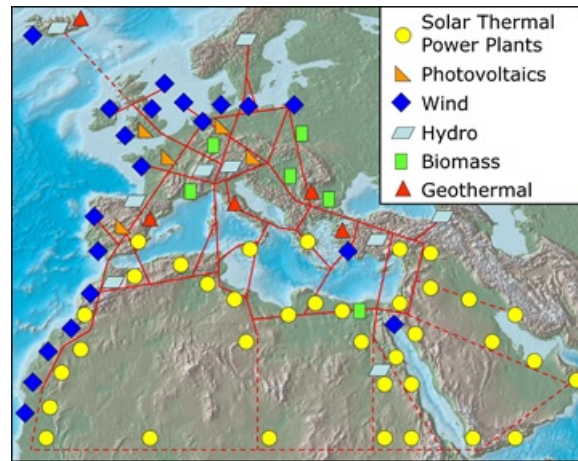 Solar Thermal
Power Plants
Photovoltaics
Wind
Hydro
Biomass
Geothermal